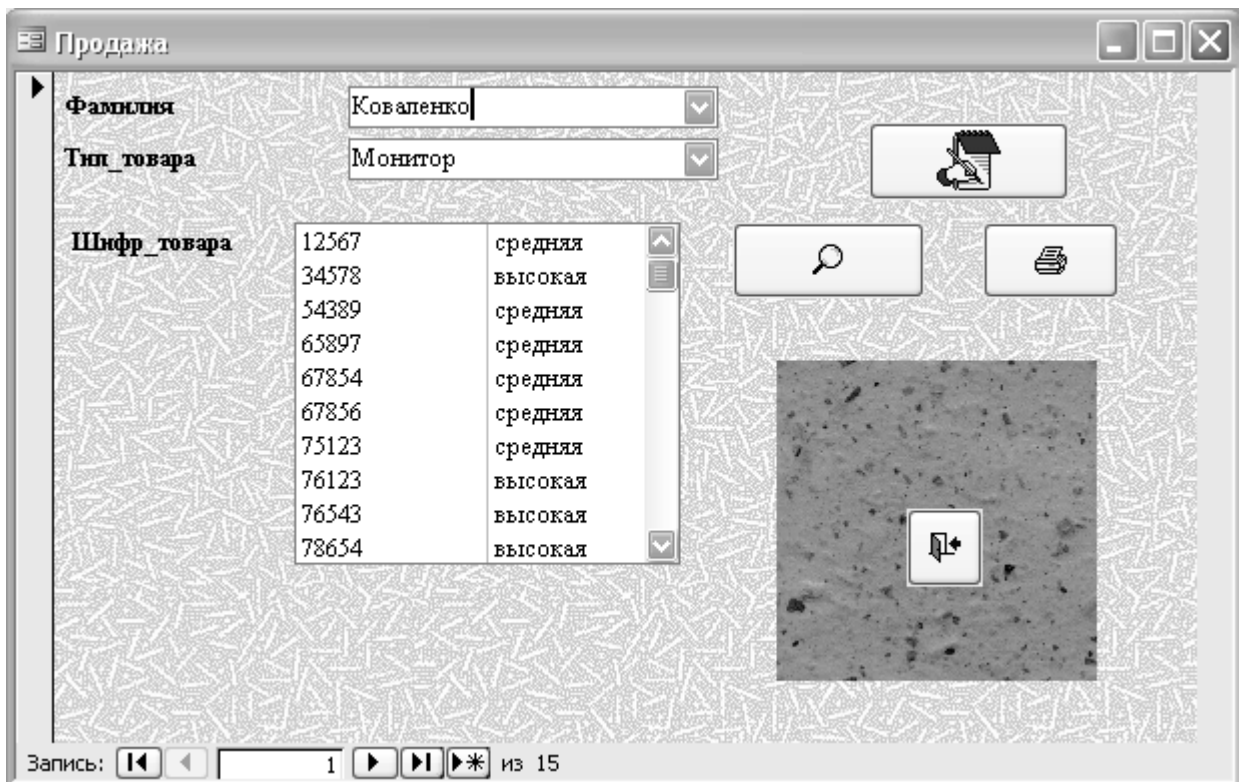 Продажа
Фамилия Коваленко
Тип_товара Монитор
Шифр_товара 12567 средняя
34578 высокая
54389 средняя
65897 средняя
67854 средняя
67856 средняя
75123 средняя
76123 высокая
76543 высокая
78654 высокая
Запись: 1 из 15